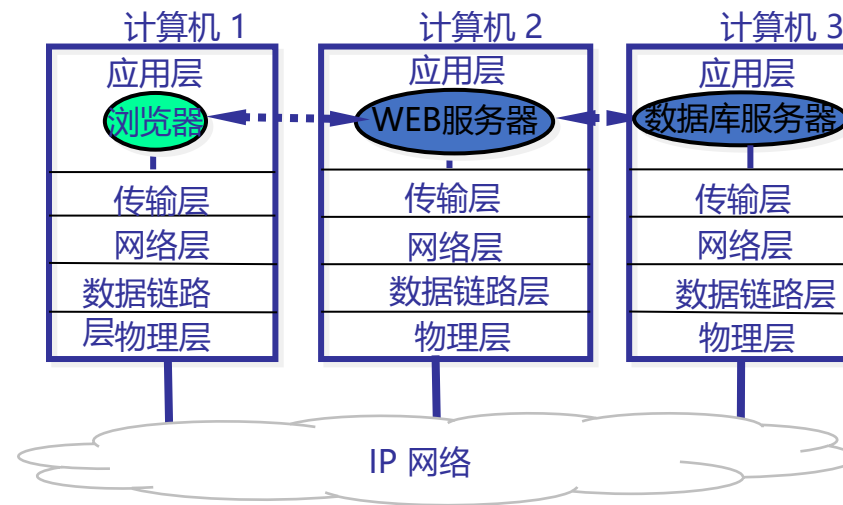 计算机 1
计算机 2
计算机 3
应用层
应用层
应用层
浏览器
WEB服务器
数据库服务器
传输层
传输层
传输层
网络层
网络层
网络层
数据链路
数据链路层
数据链路层
层物理层
物理层
物理层
IP 网络